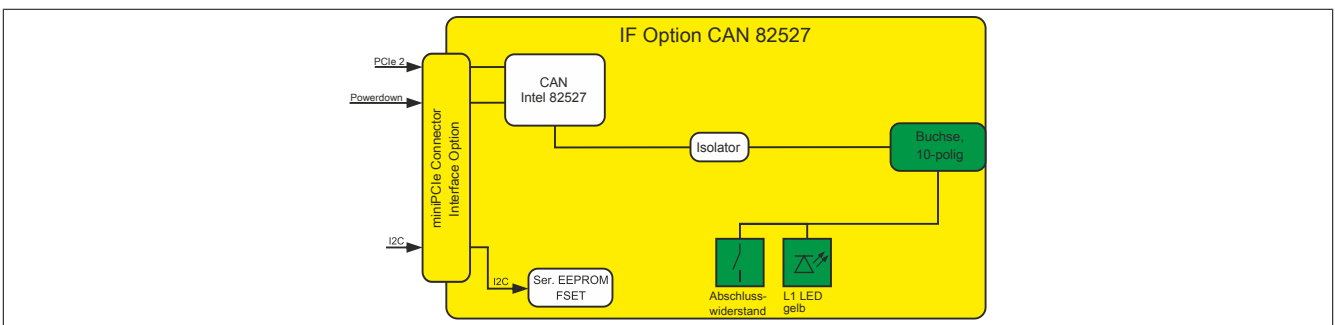 IF Option CAN 82527
PCIe 2
Powerdown
I2C
miniPCIe Connector
Interface Option
CAN
Intel 82527
Isolator
Buchse,
10-polig
I2C
Ser. EEPROM
FSET
Abschluss-
widerstand
L1 LED
gelb